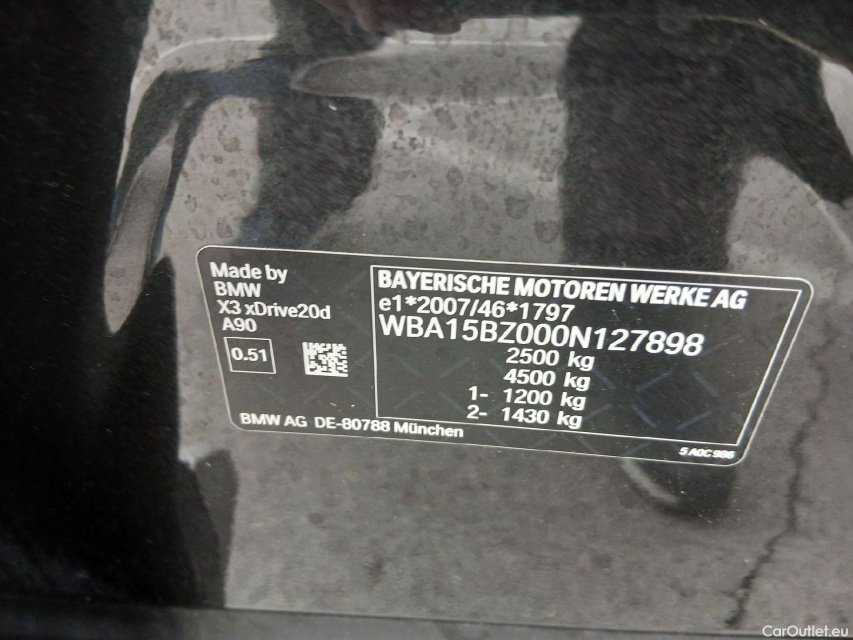 Made by
BMW
X3 xDrive20d
A90
0.51
BMW AG DE-80788 München
BAYERISCHE MOTOREN WERKE AG
e1*2007/46*1797
WBA15BZ000N127898
2500 kg
4500 kg
1- 1200 kg
2- 1430 kg
5 A0C 986
CarOutlet.eu